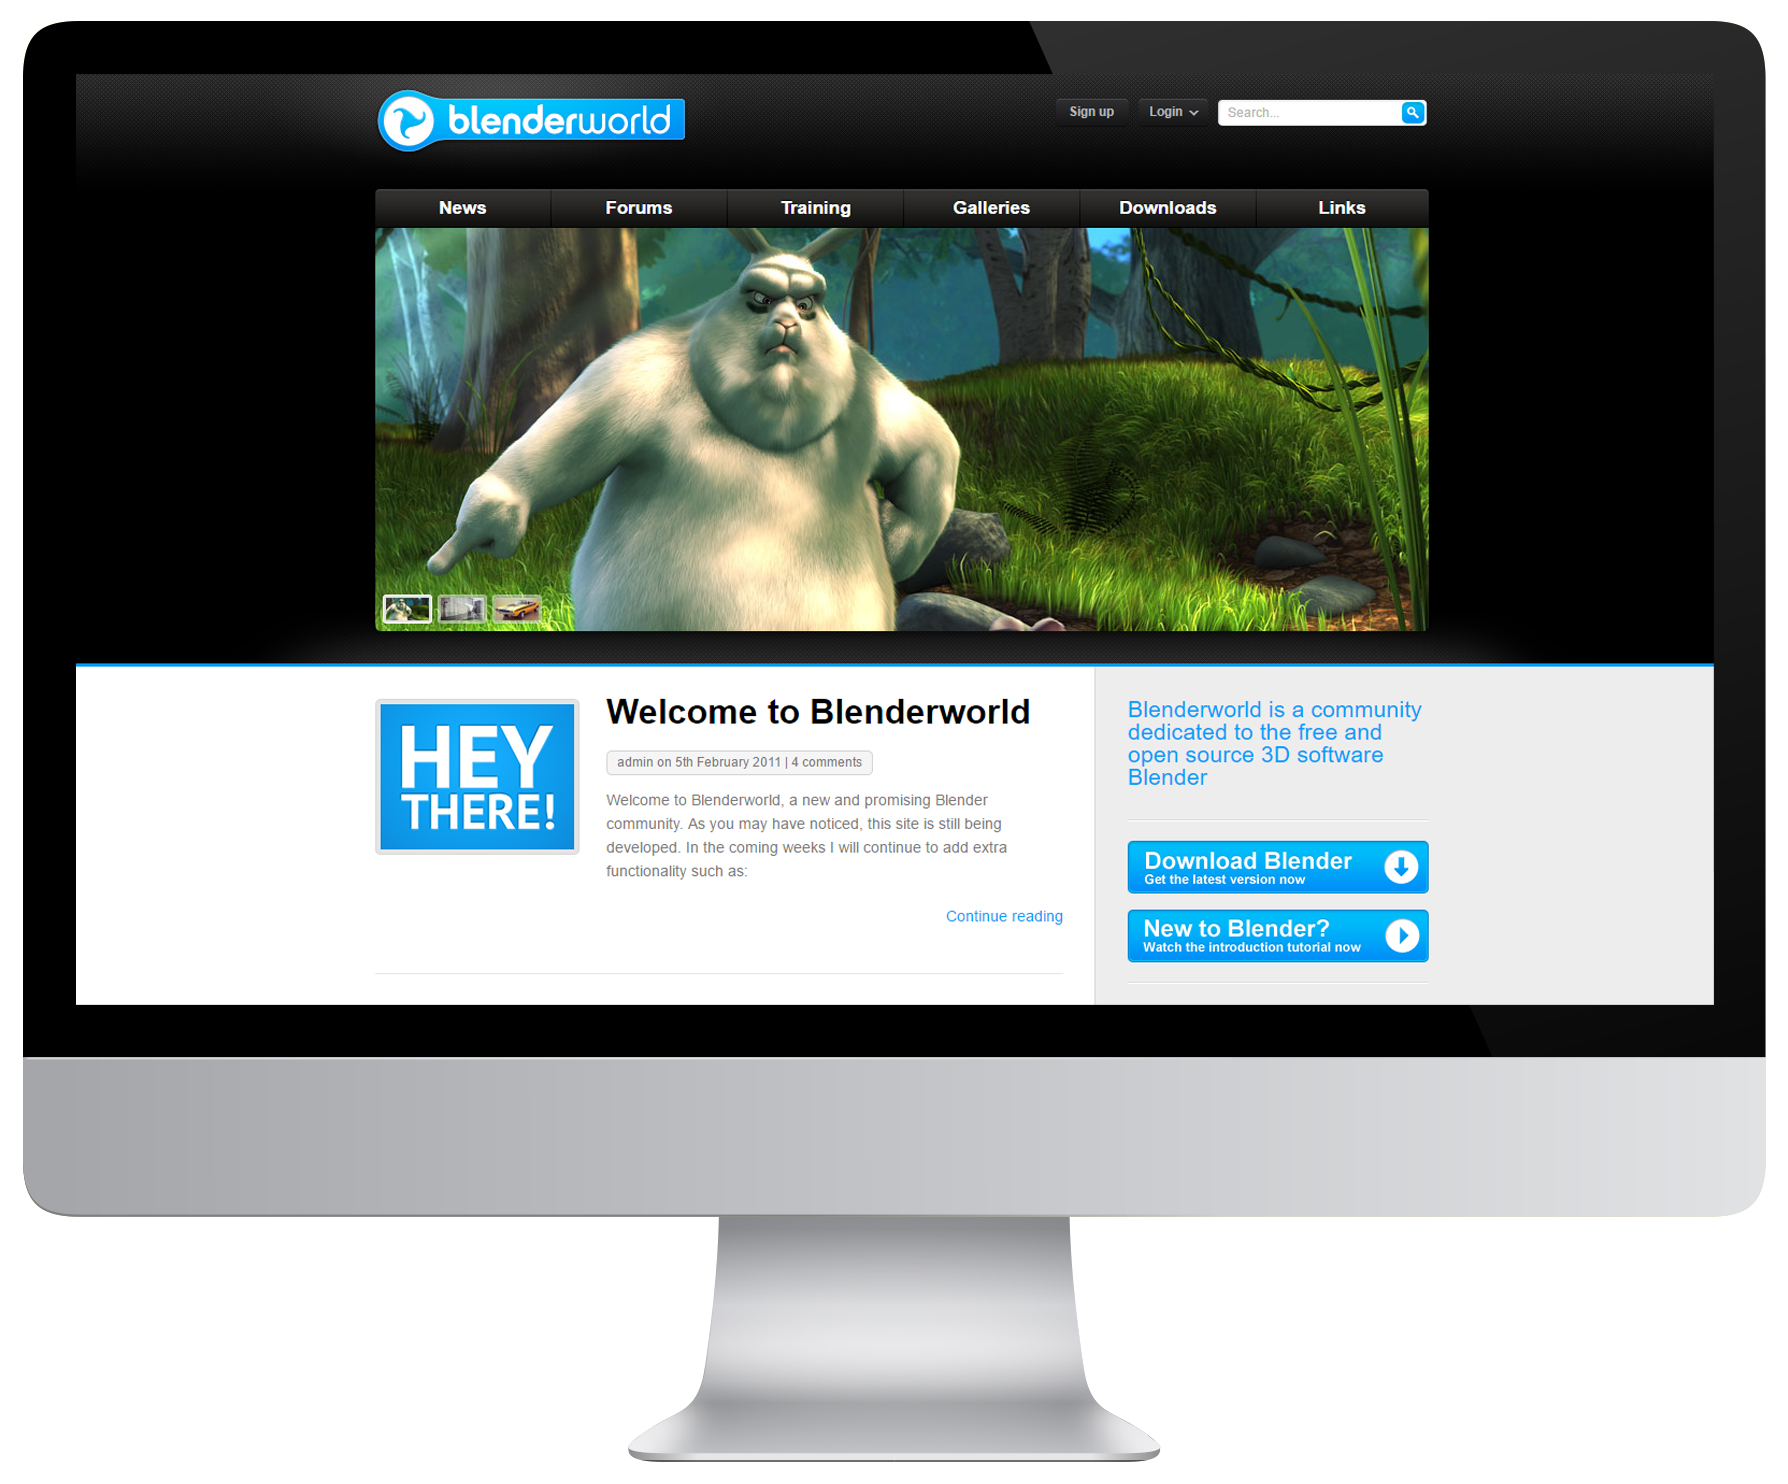 blenderworld
Sign up
Login
Search...
News
Forums
Training
Galleries
Downloads
Links
HEY
THERE!
Welcome to Blenderworld
admin on 5th February 2011 | 4 comments
Welcome to Blenderworld, a new and promising Blender
community. As you may have noticed, this site is still being
developed. In the coming weeks I will continue to add extra
functionality such as:
Continue reading
Blenderworld is a community
dedicated to the free and
open source 3D software
Blender
Download Blender
Get the latest version now
New to Blender?
Watch the introduction tutorial now